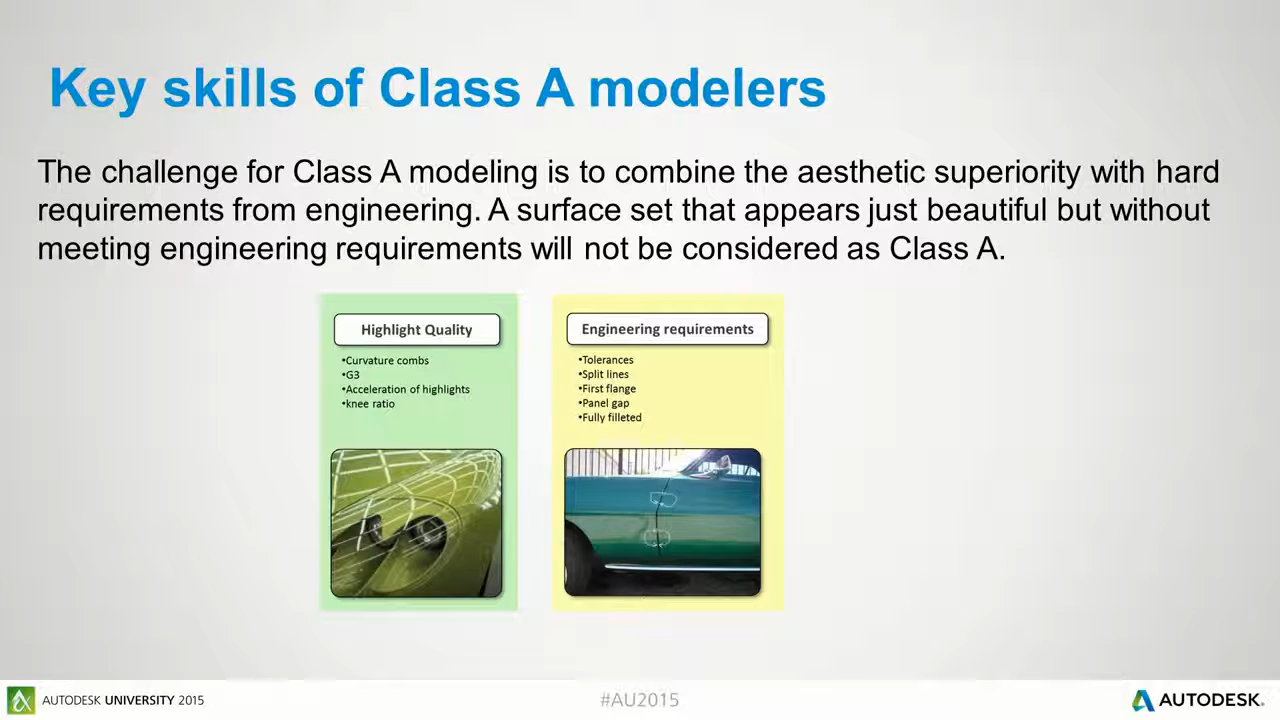 Key skills of Class A modelers
The challenge for Class A modeling is to combine the aesthetic superiority with hard
requirements from engineering. A surface set that appears just beautiful but without
meeting engineering requirements will not be considered as Class A.
Highlight Quality
•Curvature combs
•G3
•Acceleration of highlights
•knee ratio
Engineering requirements
•Tolerances
•Split lines
•First flange
•Panel gap
•Fully filleted
AUTODESK UNIVERSITY 2015
#AU2015
AUTODESK.